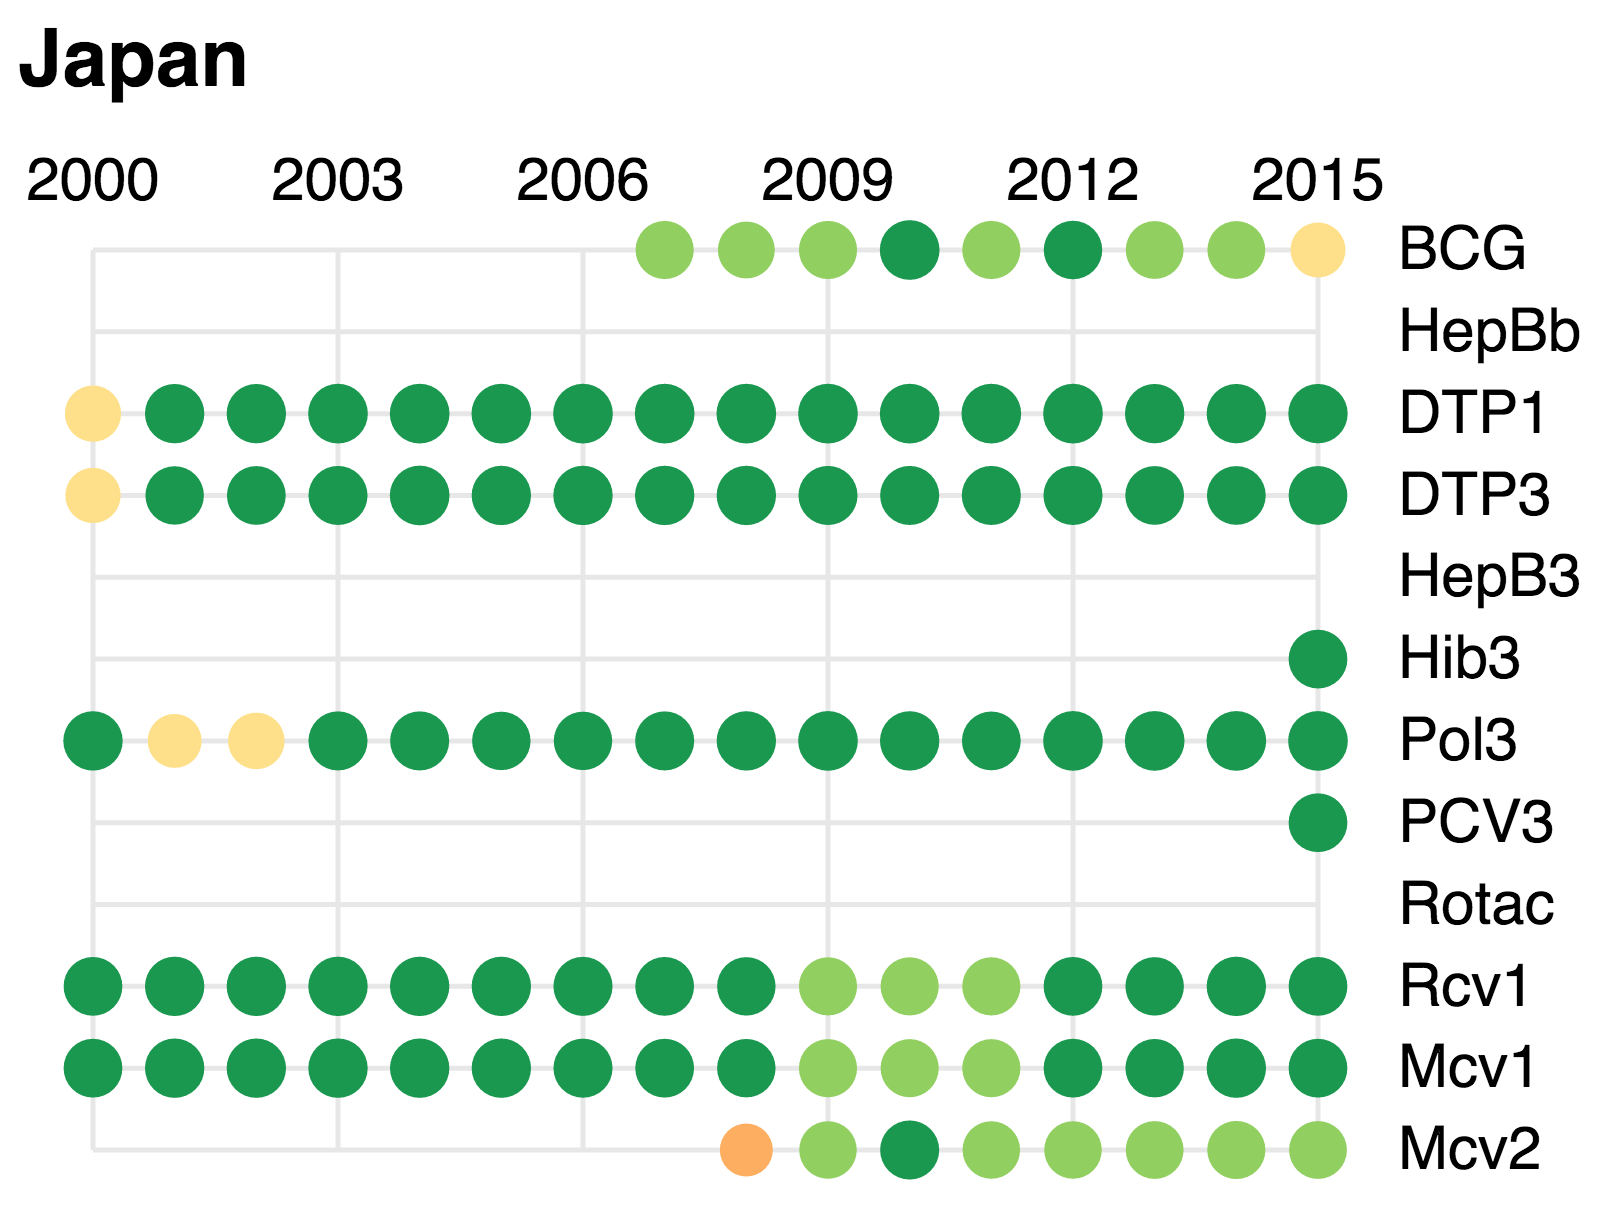 Japan
2000 2003 2006 2009 2012 2015
BCG
HepBb
DTP1
DTP3
HepB3
Hib3
Pol3
PCV3
Rotac
Rcv1
Mcv1
Mcv2